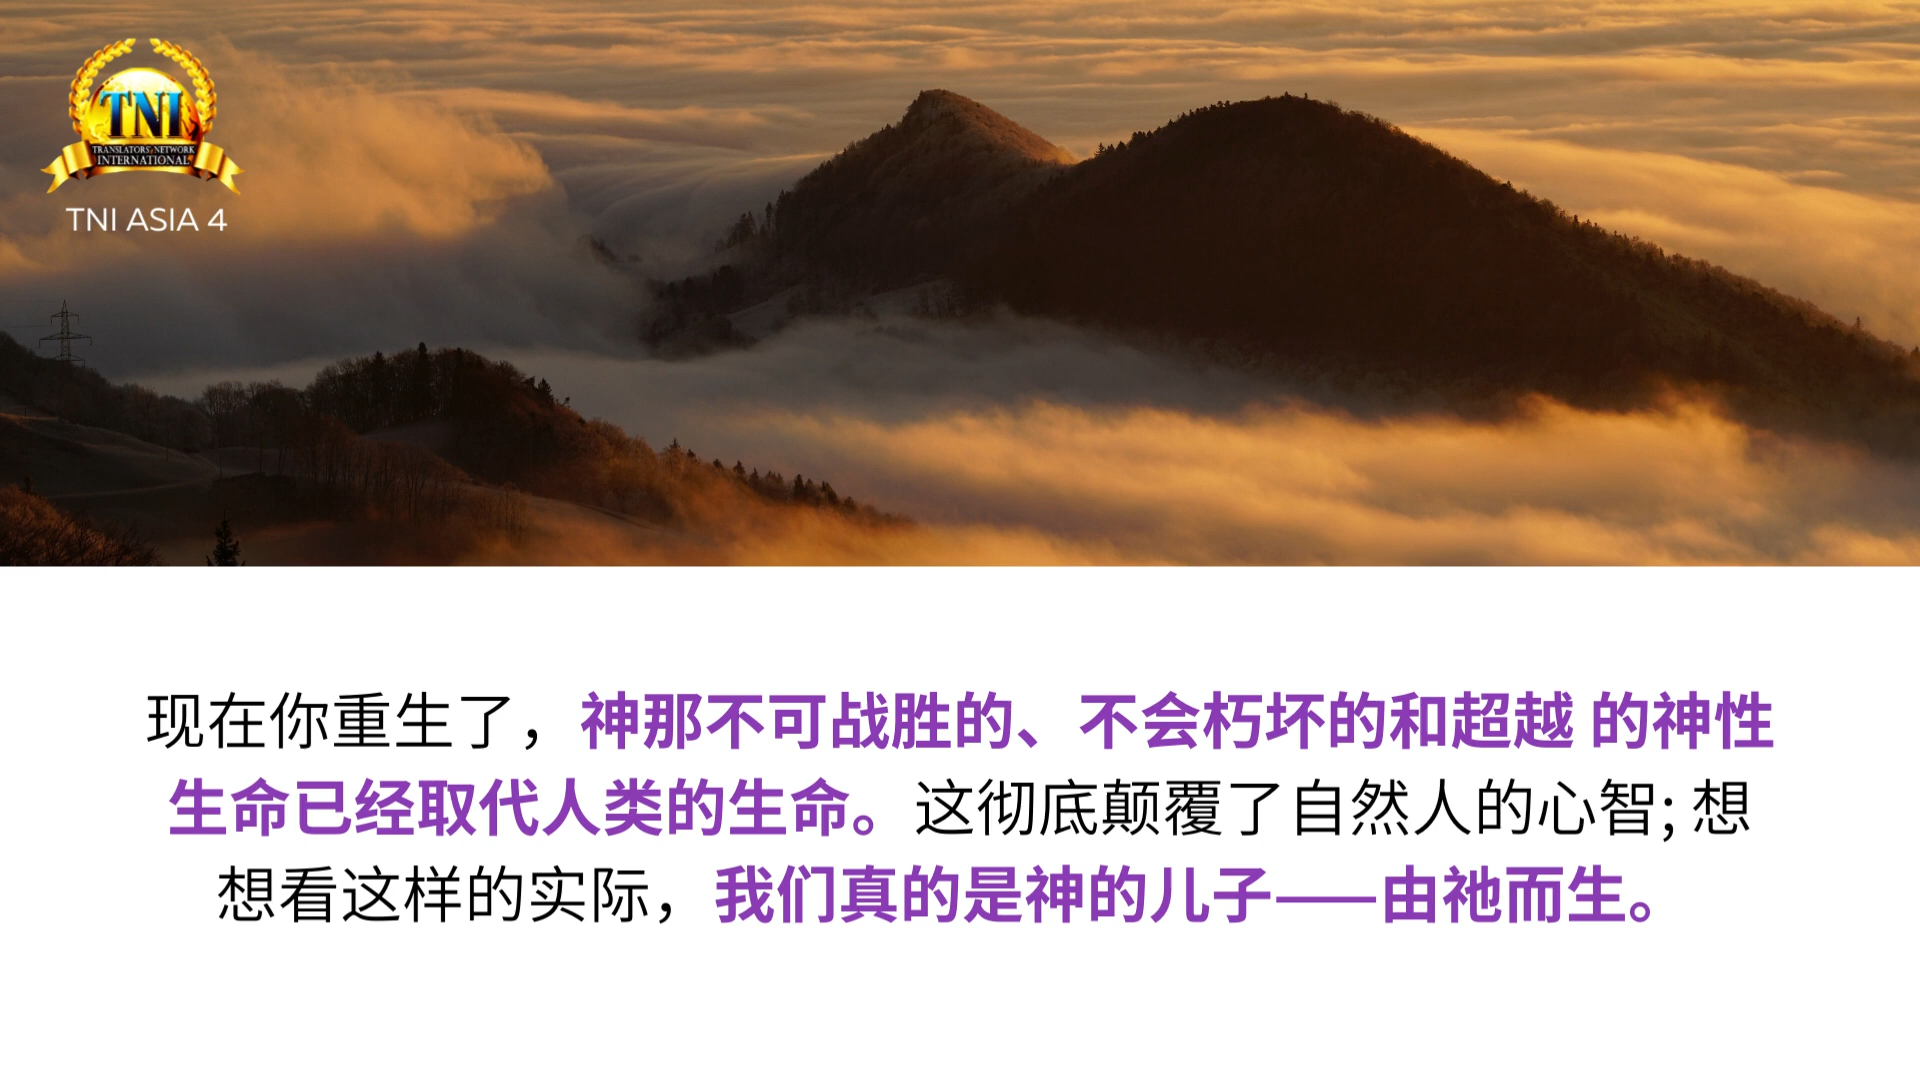 TNI
TRANSLATORS' NETWORK
INTERNATIONAL
TNI ASIA 4
现在你重生了，神那不可战胜的、不会朽坏的和超越 的神性
生命已经取代人类的生命。这彻底颠覆了自然人的心智; 想
想看这样的实际，我们真的是神的儿子——由祂而生。